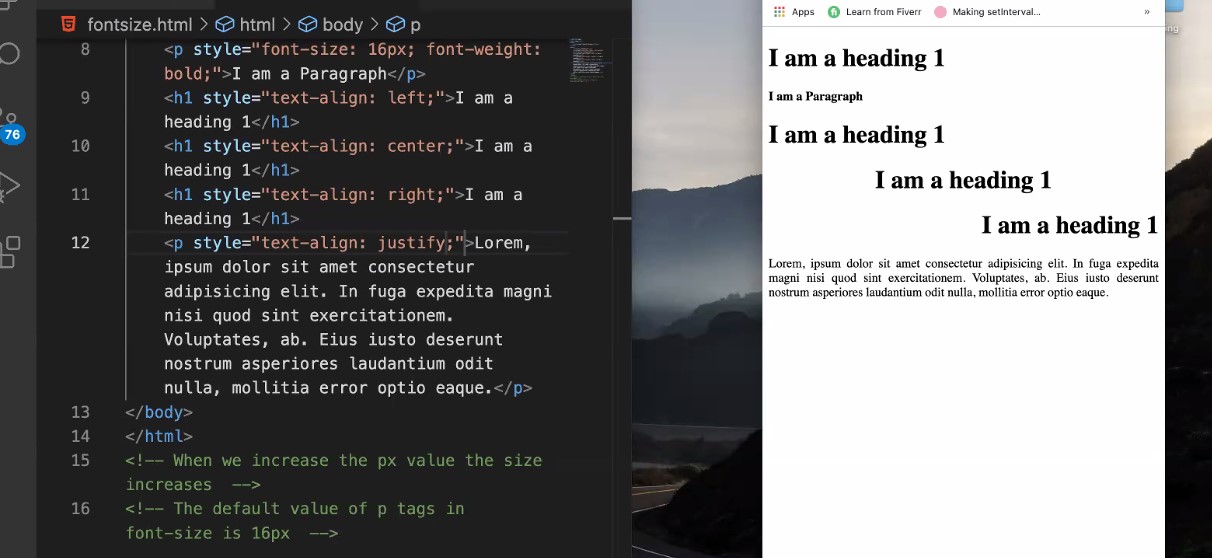 fontsize.html > html > body > p
8 <p style="font-size: 16px; font-weight:
bold;">I am a Paragraph</p>
9 <h1 style="text-align: left;">I am a
heading 1</h1>
10 <h1 style="text-align: center;">I am a
heading 1</h1>
11 <h1 style="text-align: right;">I am a
heading 1</h1>
12 <p style="text-align: justify;">Lorem,
ipsum dolor sit amet consectetur
adipisicing elit. In fuga expedita magni
nisi quod sint exercitationem.
Voluptates, ab. Eius iusto deserunt
nostrum asperiores laudantium odit
nulla, mollitia error optio eaque.</p>
13 </body>
14 </html>
15 <!-- When we increase the px value the size
increases  -->
16 <!-- The default value of p tags in
font-size is 16px  -->
76
Apps Learn from Fiverr Making setInterval... »
I am a heading 1
I am a Paragraph
I am a heading 1
I am a heading 1
I am a heading 1
Lorem, ipsum dolor sit amet consectetur adipisicing elit. In fuga expedita
magni nisi quod sint exercitationem. Voluptates, ab. Eius iusto deserunt
nostrum asperiores laudantium odit nulla, mollitia error optio eaque.